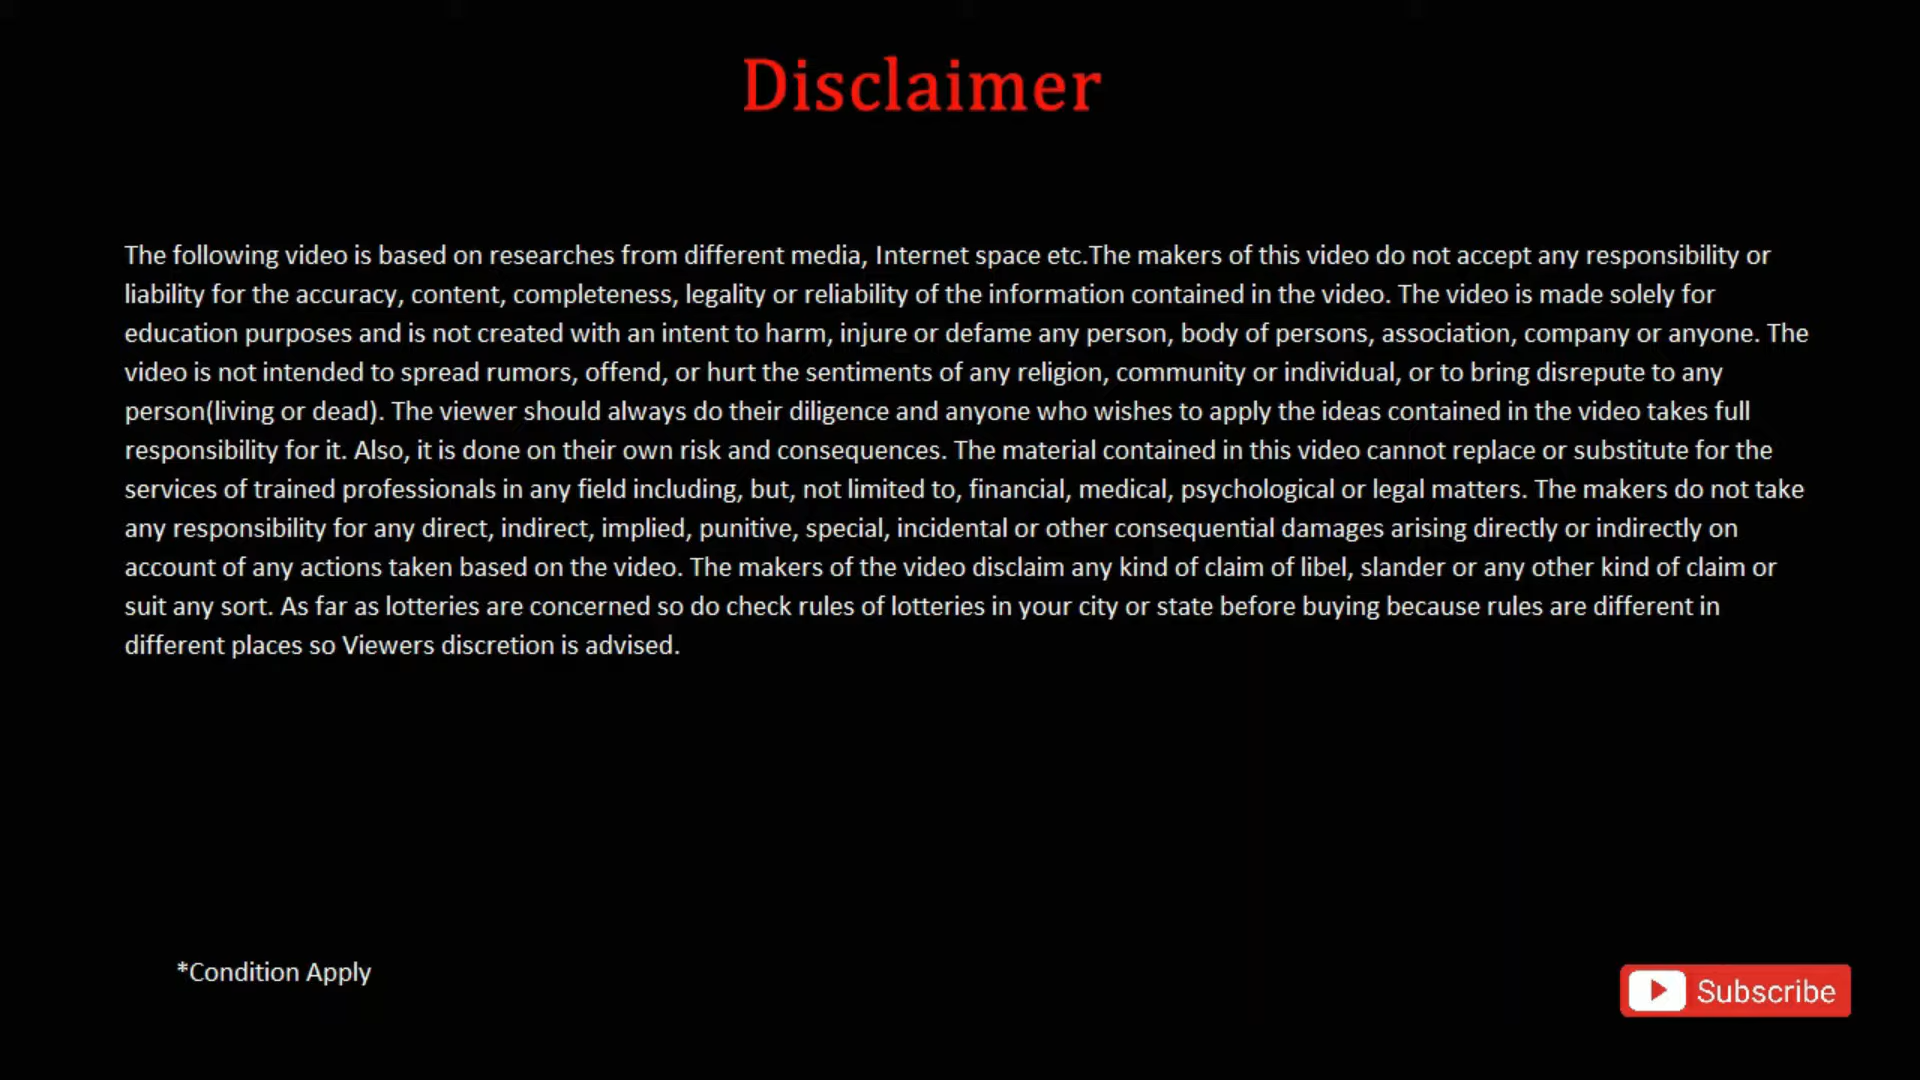 Disclaimer
The following video is based on researches from different media, Internet space etc.The makers of this video do not accept any responsibility or
liability for the accuracy, content, completeness, legality or reliability of the information contained in the video. The video is made solely for
education purposes and is not created with an intent to harm, injure or defame any person, body of persons, association, company or anyone. The
video is not intended to spread rumors, offend, or hurt the sentiments of any religion, community or individual, or to bring disrepute to any
person(living or dead). The viewer should always do their diligence and anyone who wishes to apply the ideas contained in the video takes full
responsibility for it. Also, it is done on their own risk and consequences. The material contained in this video cannot replace or substitute for the
services of trained professionals in any field including, but, not limited to, financial, medical, psychological or legal matters. The makers do not take
any responsibility for any direct, indirect, implied, punitive, special, incidental or other consequential damages arising directly or indirectly on
account of any actions taken based on the video. The makers of the video disclaim any kind of claim of libel, slander or any other kind of claim or
suit any sort. As far as lotteries are concerned so do check rules of lotteries in your city or state before buying because rules are different in
different places so Viewers discretion is advised.
*Condition Apply
Subscribe